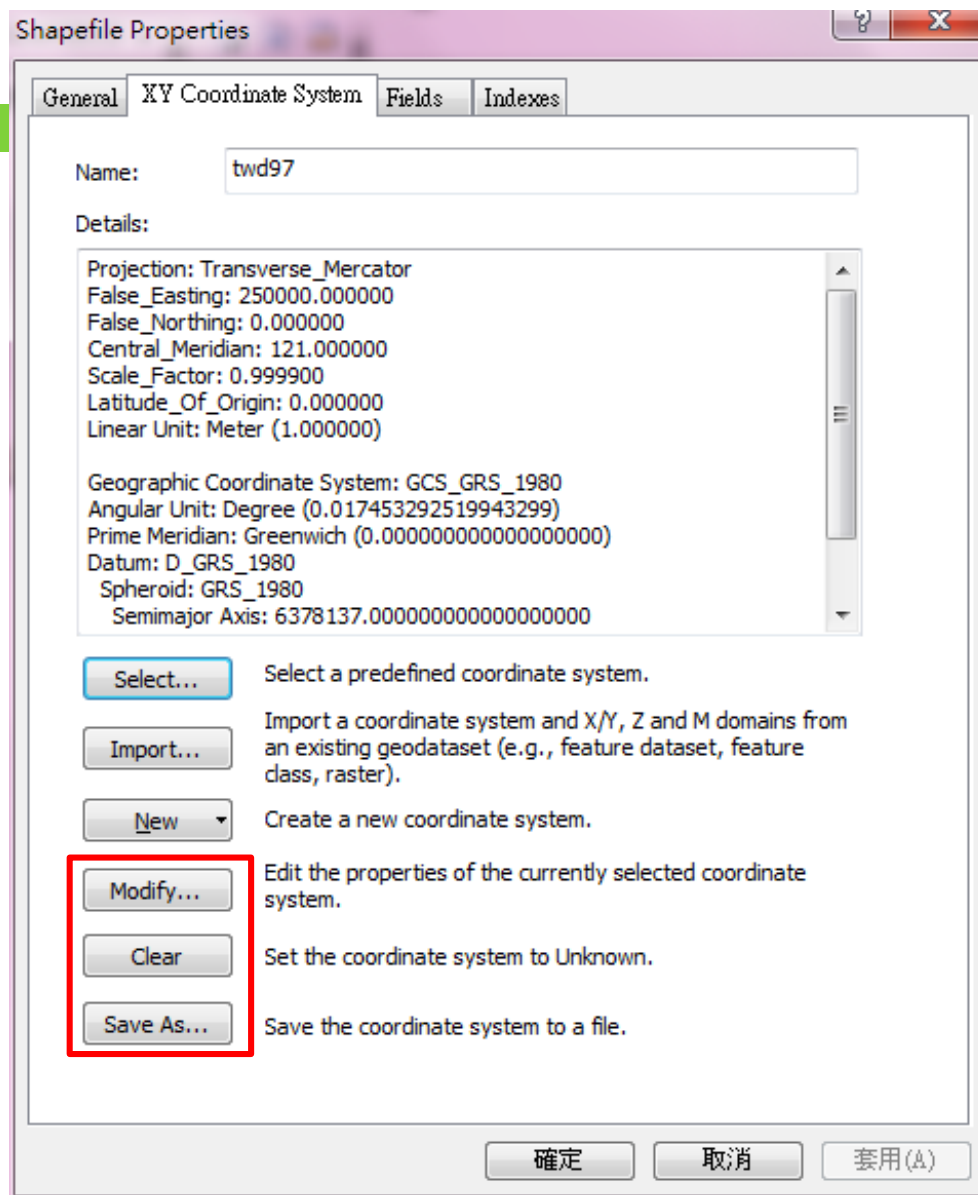 Shapefile Properties
General XY Coordinate System Fields Indexes
Name: twd97
Details:
Projection: Transverse_Mercator
False_Easting: 250000.000000
False_Northing: 0.000000
Central_Meridian: 121.000000
Scale_Factor: 0.999900
Latitude_Of_Origin: 0.000000
Linear Unit: Meter (1.000000)
Geographic Coordinate System: GCS_GRS_1980
Angular Unit: Degree (0.017453292519943299)
Prime Meridian: Greenwich (0.000000000000000000)
Datum: D_GRS_1980
Spheroid: GRS_1980
Semimajor Axis: 6378137.000000000000000000
Select... Select a predefined coordinate system.
Import... Import a coordinate system and X/Y, Z and M domains from
an existing geodataset (e.g., feature dataset, feature
class, raster).
New Create a new coordinate system.
Modify... Edit the properties of the currently selected coordinate
system.
Clear Set the coordinate system to Unknown.
Save As... Save the coordinate system to a file.
確定 取消 套用(A)